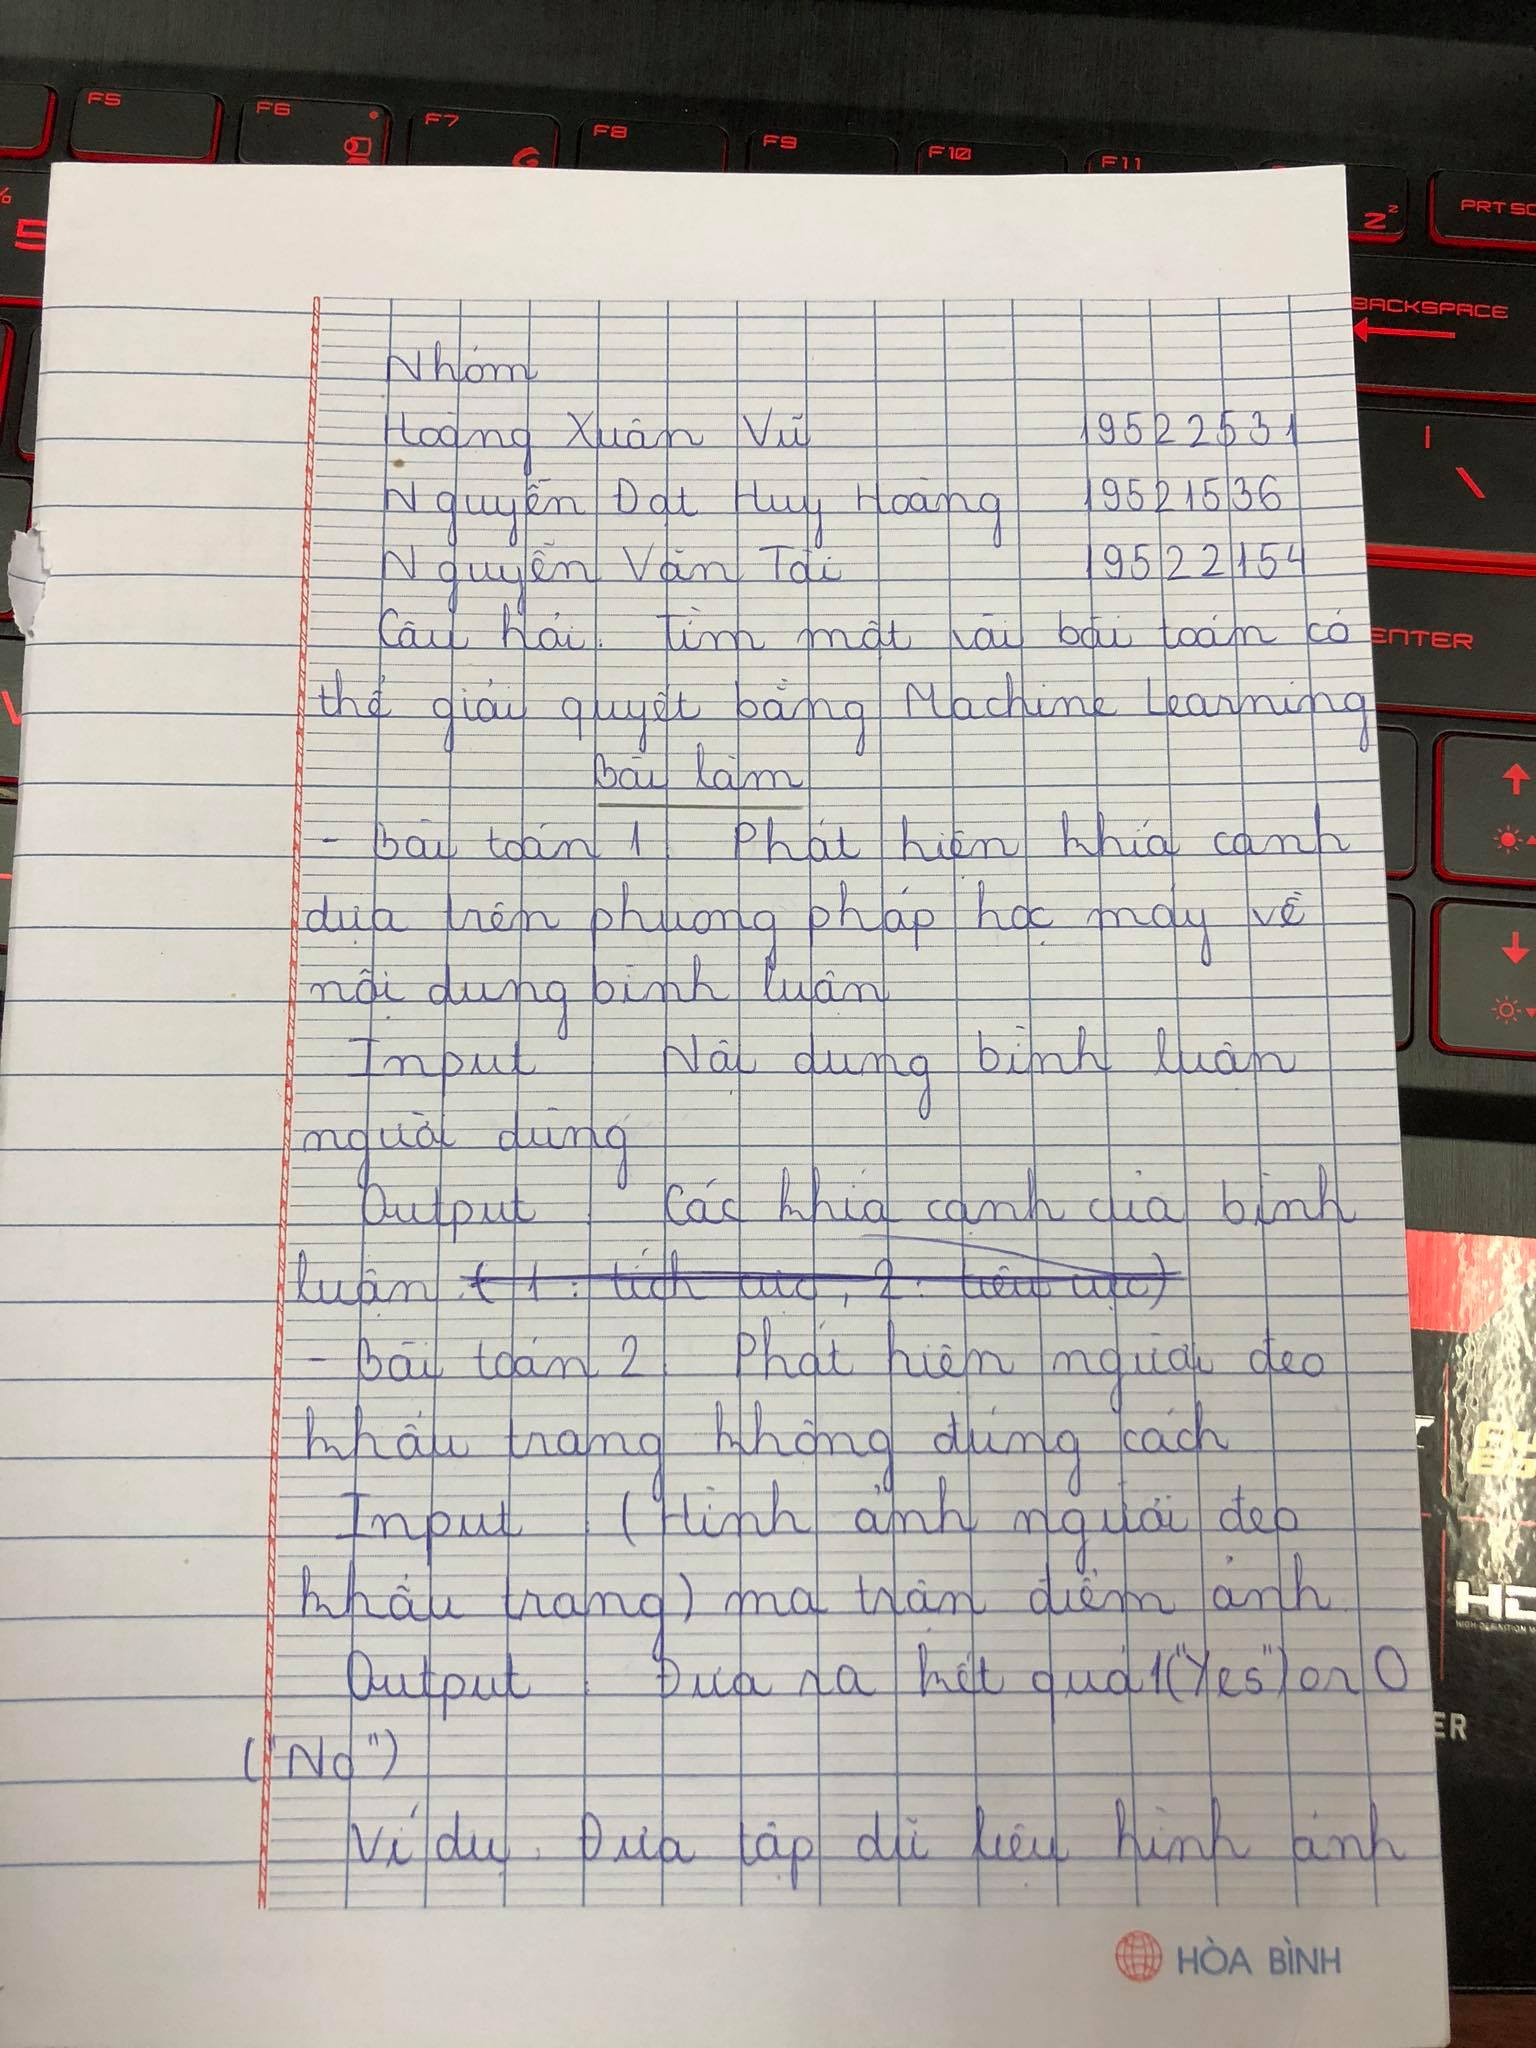 F5
F6
F7
F8
F9
F10
F11
Z
PRT SC
%
5
BACKSPACE
ENTER
Nhóm
Hoàng Xuân Vũ 19522531
Nguyễn Đạt Huy Hoàng 19521536
Nguyễn Văn Tài 19522154
Câu hỏi: Tìm một vài bài toán có
thể giải quyết bằng Machine Learning
Bài làm
- Bài toán 1: Phát hiện khía cạnh
dựa trên phương pháp học máy về
nội dung bình luận
Input : Nội dung bình luận
người dùng
Output : Các khía cạnh của bình
luận (1: tích cực, 2: tiêu cực)
- Bài toán 2: Phát hiện người đeo
khẩu trang không đúng cách
Input : (Hình ảnh người đeo
khẩu trang) ma trận điểm ảnh
Output : Đưa ra kết quả 1("Yes") or 0
("No")
Ví dụ: Đưa tập dữ liệu hình ảnh
HÒA BÌNH